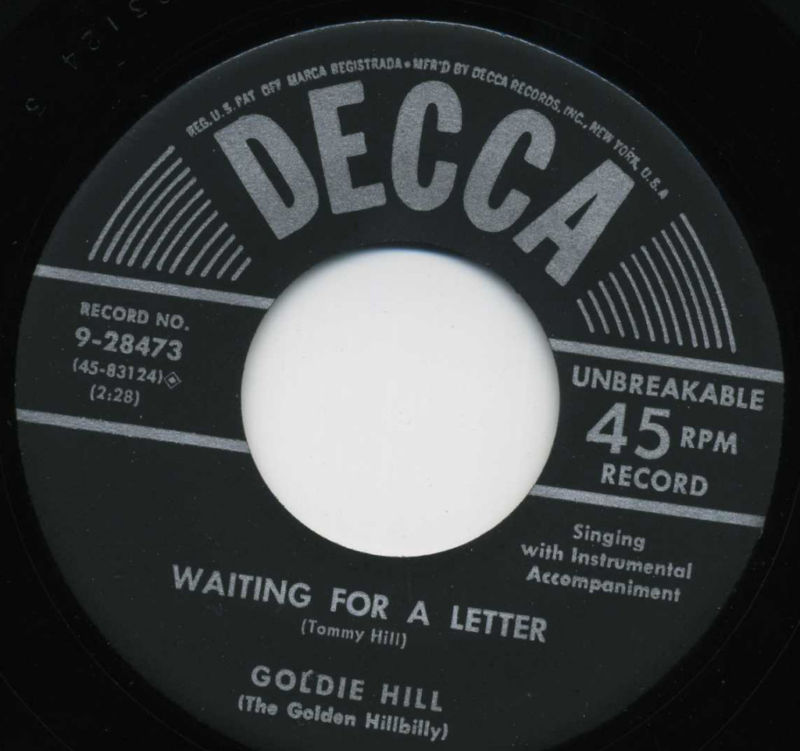 REG. U.S. PAT OFF MARCA REGISTRADA • MFR'D BY DECCA RECORDS, INC., NEW YORK, U.S.A
DECCA
RECORD NO.
9-28473
(45-83124)
(2:28)
UNBREAKABLE
45 RPM
RECORD
Singing
with Instrumental
Accompaniment
WAITING FOR A LETTER
(Tommy Hill)
GOLDIE HILL
(The Golden Hillbilly)